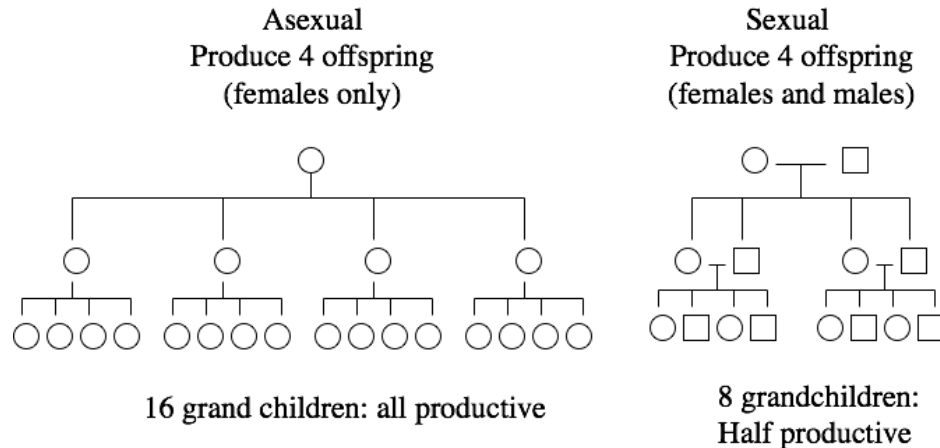 Asexual
Produce 4 offspring
(females only)
Sexual
Produce 4 offspring
(females and males)
16 grand children: all productive
8 grandchildren:
Half productive